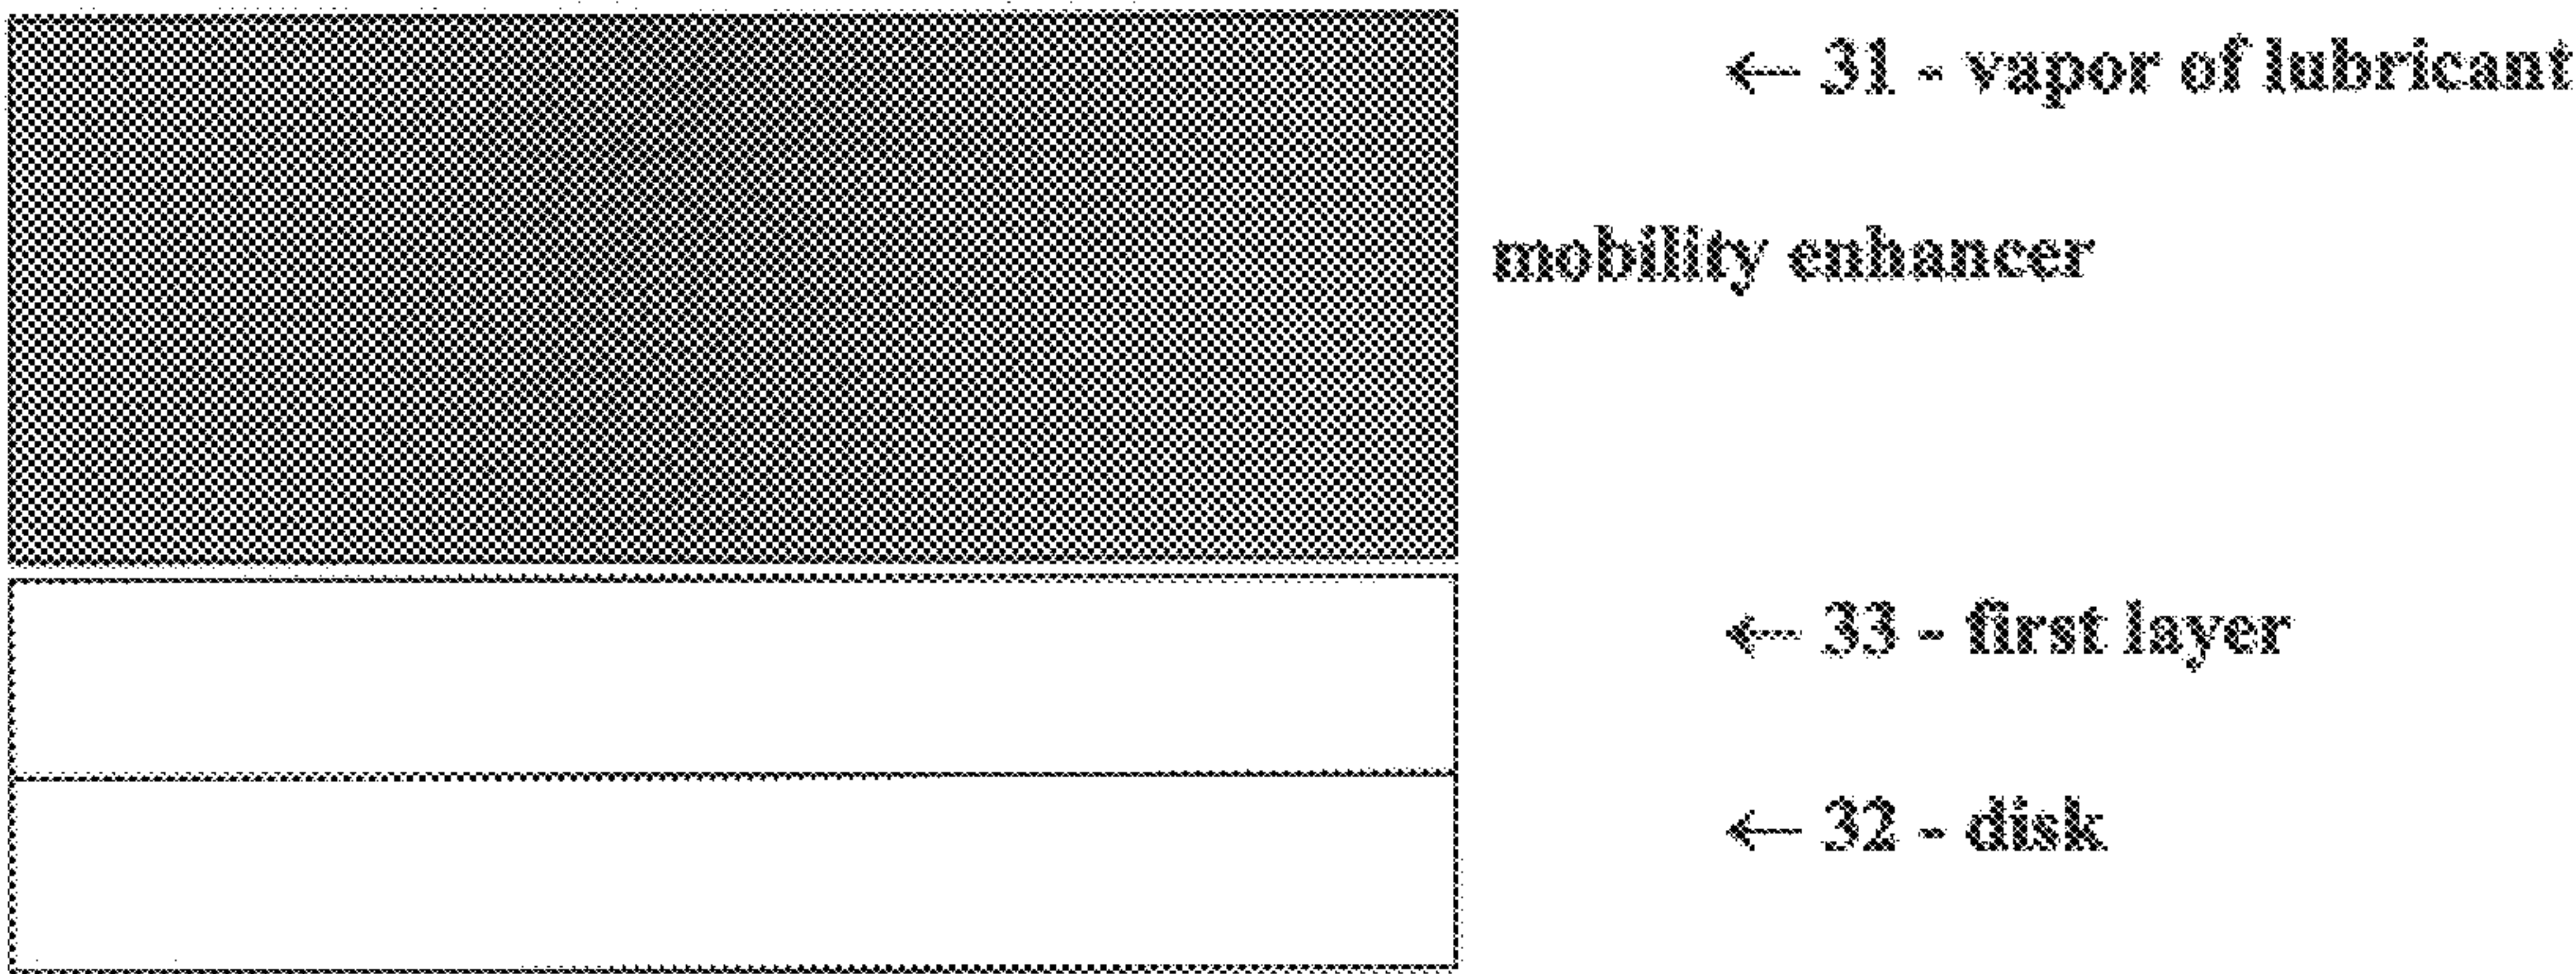 ← 31 - vapor of lubricant
mobility enhancer
← 33 - first layer
← 32 - disk